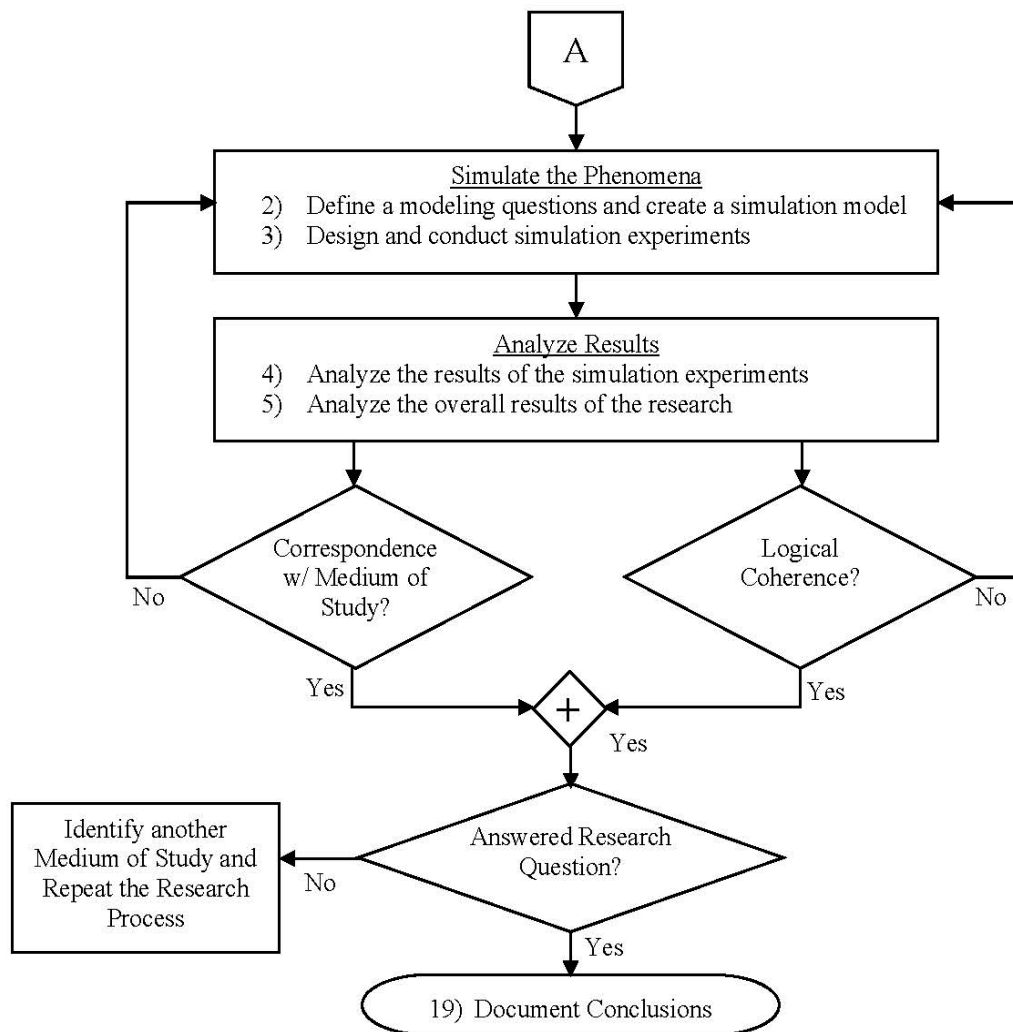 A
Simulate the Phenomena
2) Define a modeling questions and create a simulation model
3) Design and conduct simulation experiments
Analyze Results
4) Analyze the results of the simulation experiments
5) Analyze the overall results of the research
Correspondence
w/ Medium of
Study?
No
Yes
Logical
Coherence?
No
Yes
+
Yes
Answered Research
Question?
No
Identify another
Medium of Study and
Repeat the Research
Process
Yes
19) Document Conclusions